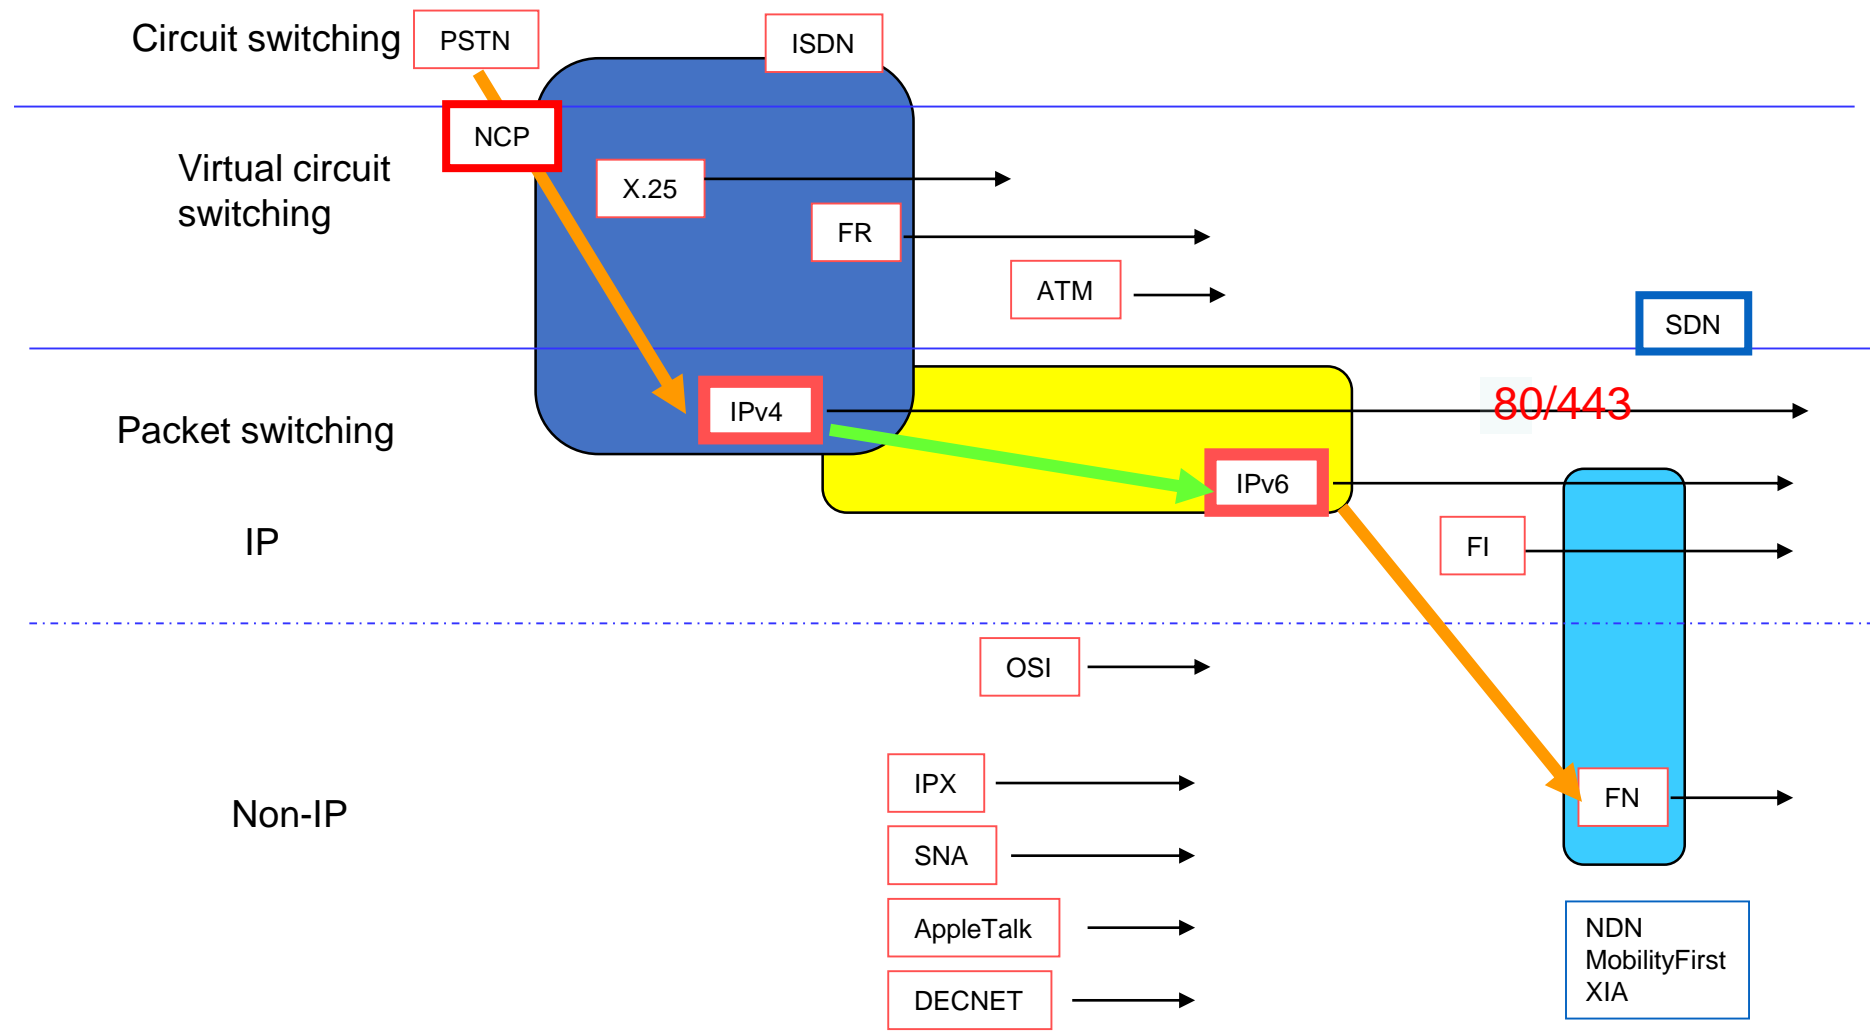 Circuit switching
PSTN
ISDN
NCP
Virtual circuit
switching
X.25
FR
ATM
SDN
Packet switching
IPv4
80/443
IPv6
IP
FI
OSI
Non-IP
IPX
FN
SNA
AppleTalk
DECNET
NDN
MobilityFirst
XIA